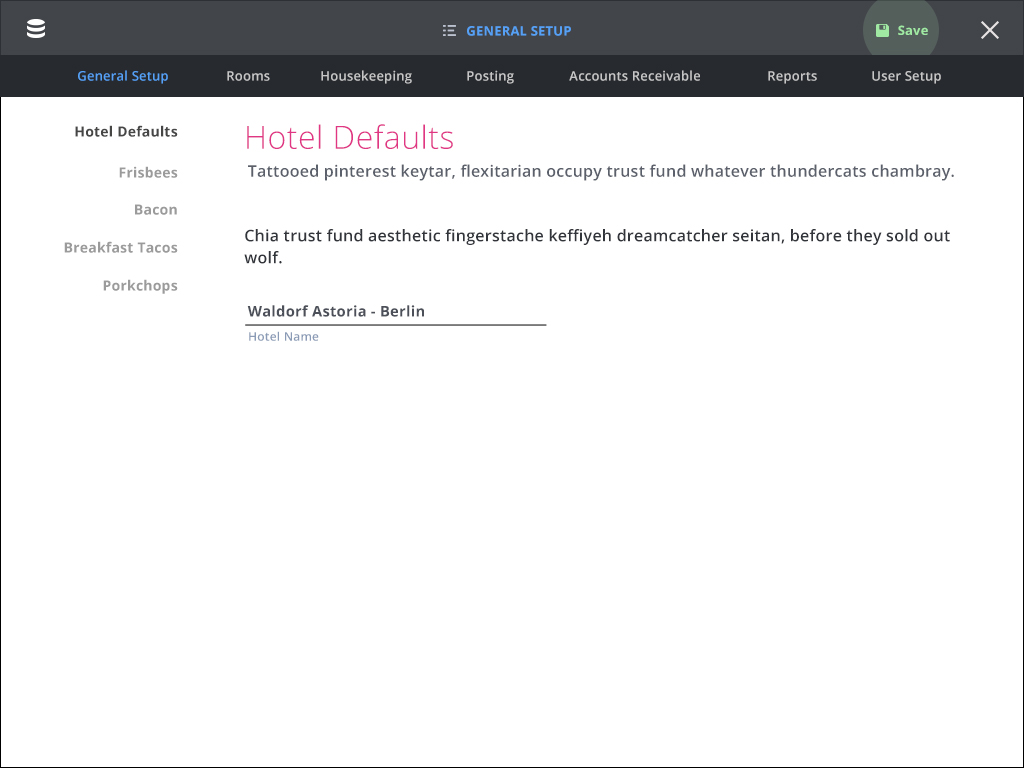 GENERAL SETUP
Save
General Setup Rooms Housekeeping Posting Accounts Receivable Reports User Setup
Hotel Defaults
Frisbees
Bacon
Breakfast Tacos
Porkchops
Hotel Defaults
Tattooed pinterest keytar, flexitarian occupy trust fund whatever thundercats chambray.
Chia trust fund aesthetic fingerstache keffiyeh dreamcatcher seitan, before they sold out
wolf.
Waldorf Astoria - Berlin
Hotel Name